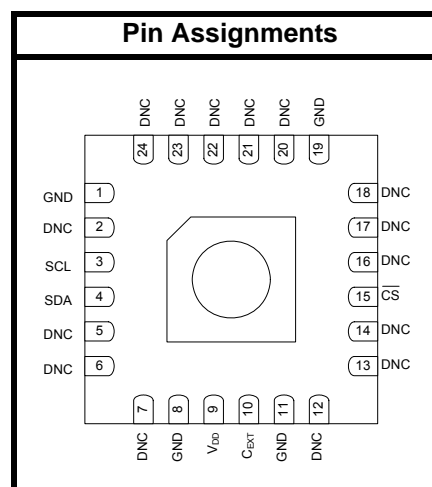 Pin Assignments
DNC DNC DNC DNC DNC GND
24 23 22 21 20 19
GND 1 18 DNC
DNC 2 17 DNC
SCL 3 16 DNC
SDA 4 15 CS
DNC 5 14 DNC
DNC 6 13 DNC
7 8 9 10 11 12
DNC GND VDD CEXT GND DNC